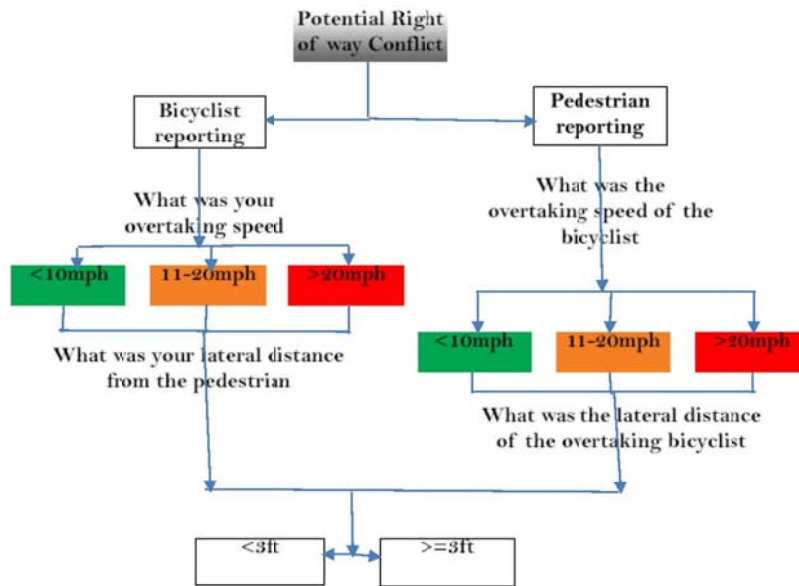 Potential Right
of way Conflict
Bicyclist
reporting
Pedestrian
reporting
What was your
overtaking speed
What was the
overtaking speed of the
bicyclist
<10mph
11-20mph
>20mph
<10mph
11-20mph
>20mph
What was your lateral distance
from the pedestrian
What was the lateral distance
of the overtaking bicyclist
<3ft
>=3ft